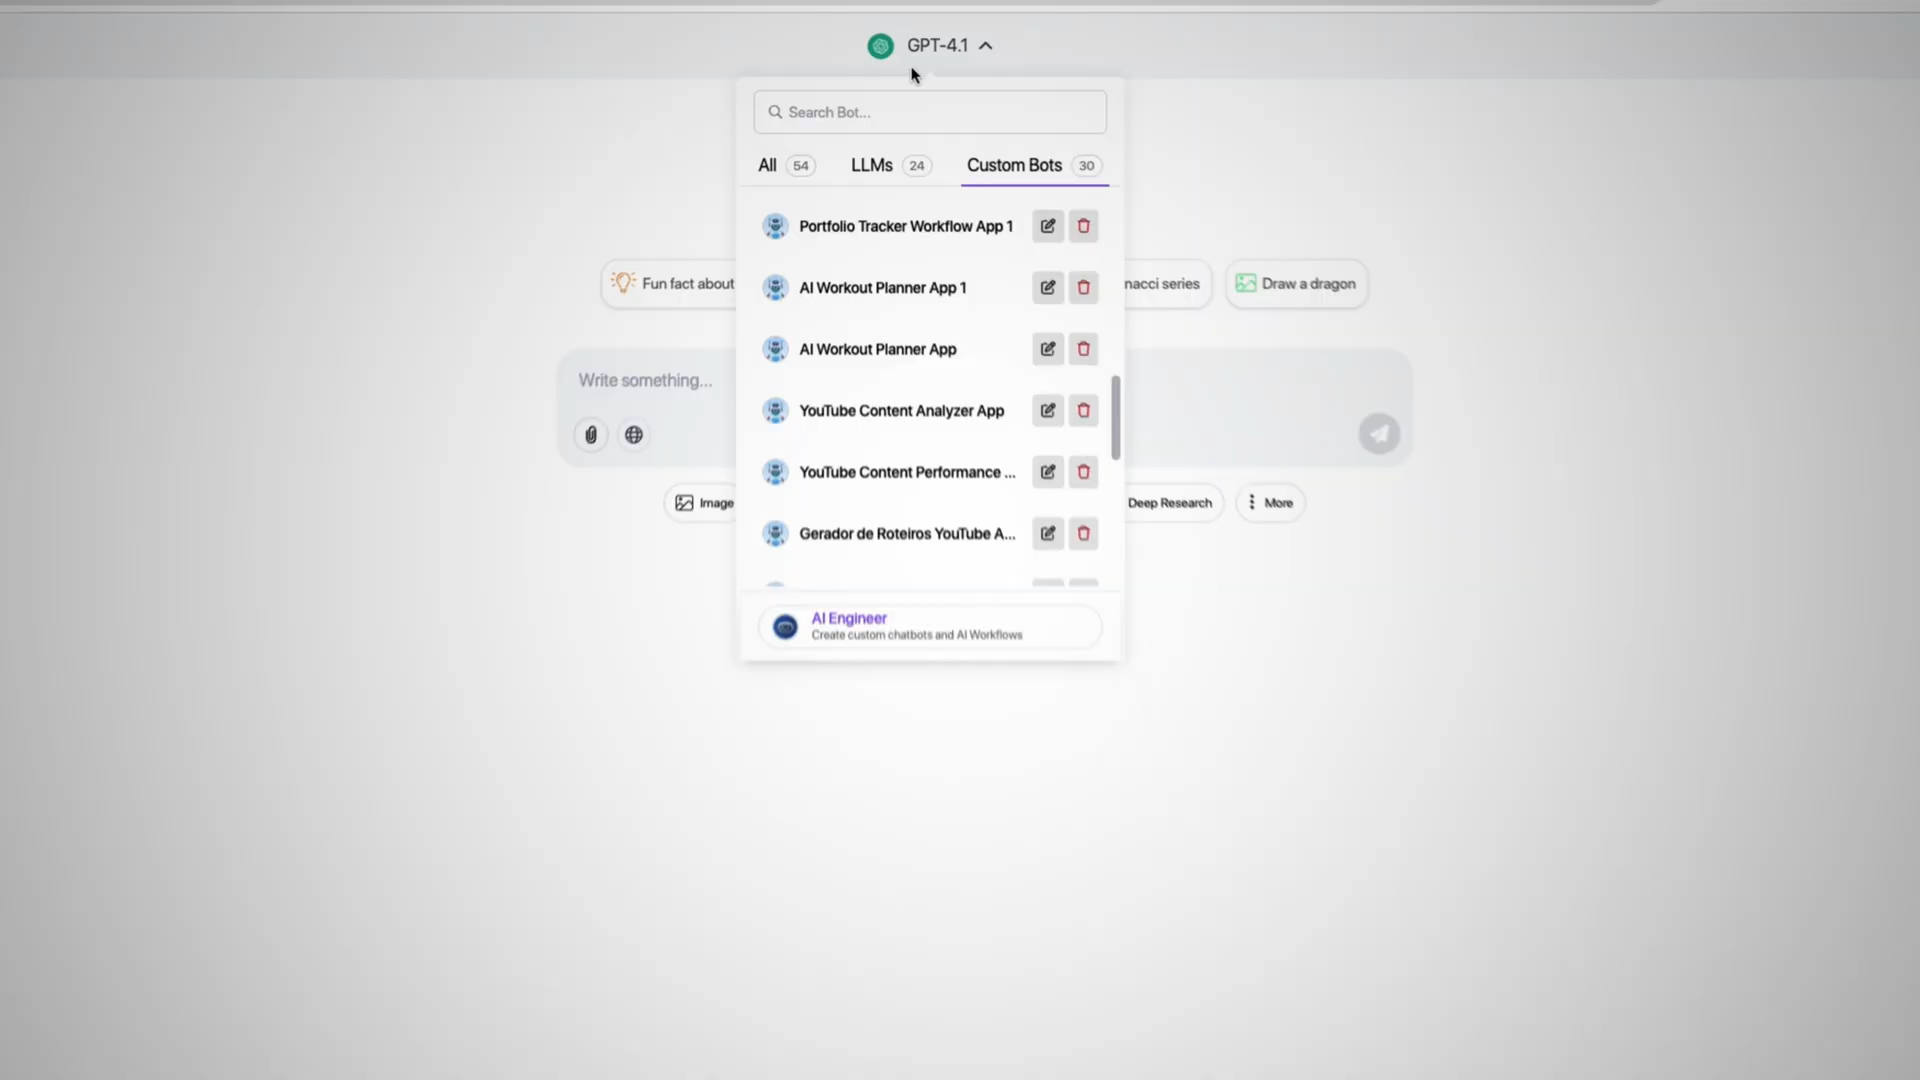 GPT-4.1
Search Bot...
All 54 LLMs 24 Custom Bots 30
Portfolio Tracker Workflow App 1
AI Workout Planner App 1
Fun fact about
nacci series
Draw a dragon
AI Workout Planner App
Write something...
YouTube Content Analyzer App
YouTube Content Performance ...
Image
Deep Research
More
Gerador de Roteiros YouTube A...
AI Engineer
Create custom chatbots and AI Workflows